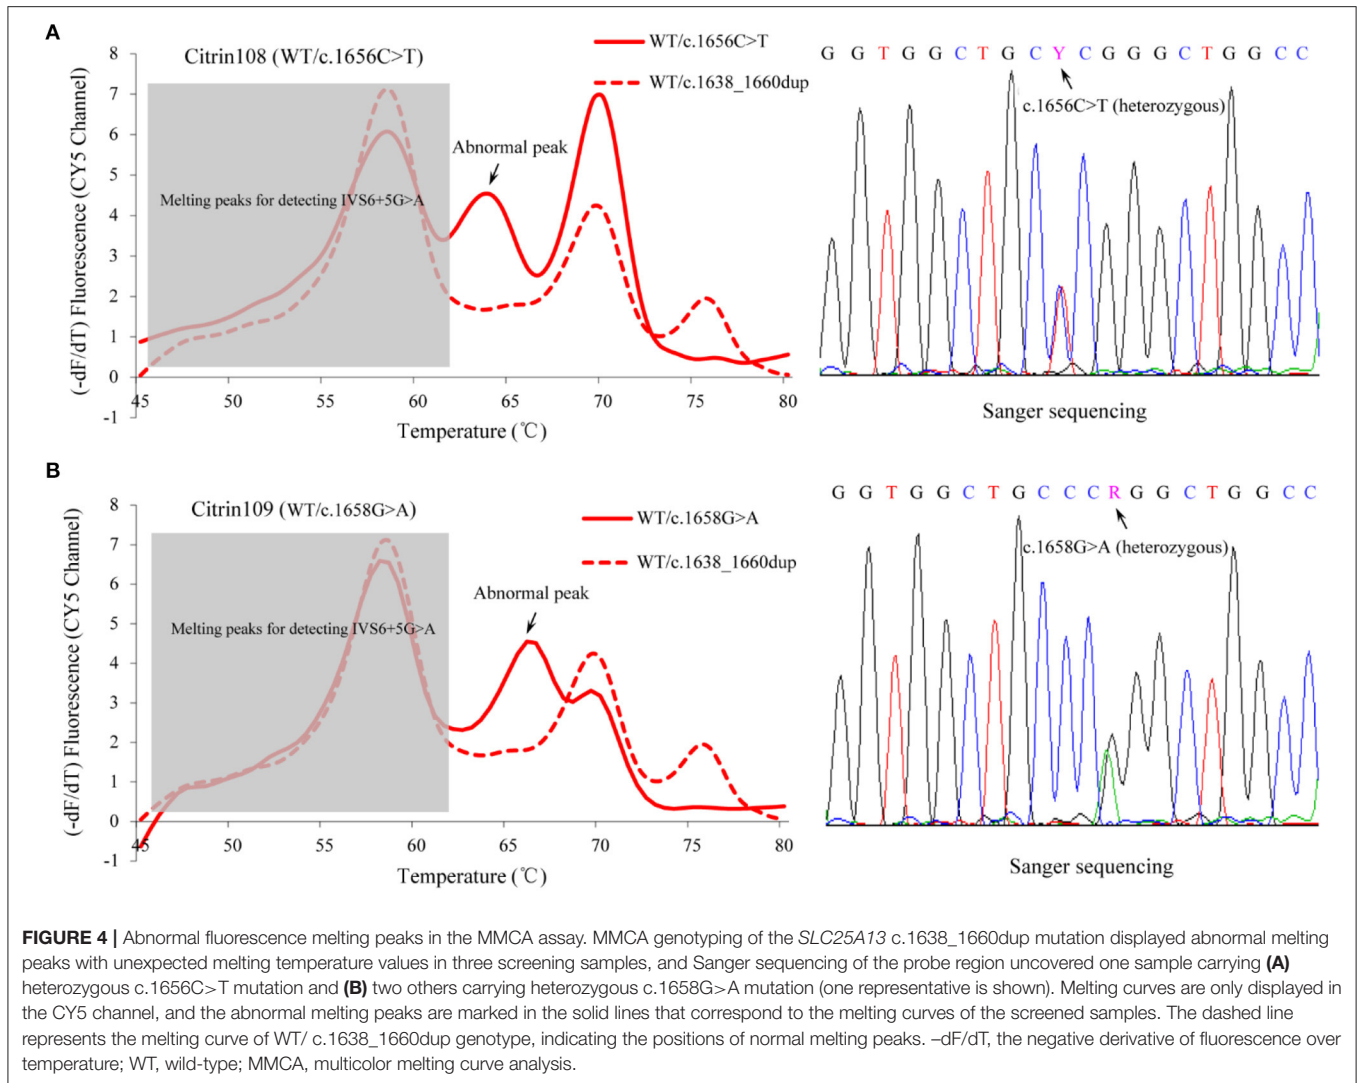 A
Citrin108 (WT/c.1656C>T)
WT/c.1656C>T
WT/c.1638_1660dup
Abnormal peak
Melting peaks for detecting IVS6+5G>A
(-dF/dT) Fluorescence (CY5 Channel)
8
7
6
5
4
3
2
1
0
-1
45 50 55 60 65 70 75 80
Temperature (℃)
G G T G G C T G C Y C G G G C T G G C C
c.1656C>T (heterozygous)
Sanger sequencing
B
Citrin109 (WT/c.1658G>A)
WT/c.1658G>A
WT/c.1638_1660dup
Abnormal peak
Melting peaks for detecting IVS6+5G>A
(-dF/dT) Fluorescence (CY5 Channel)
8
7
6
5
4
3
2
1
0
-1
45 50 55 60 65 70 75 80
Temperature (℃)
G G T G G C T G C C C R G G C T G G C C
c.1658G>A (heterozygous)
Sanger sequencing
FIGURE 4 | Abnormal fluorescence melting peaks in the MMCA assay. MMCA genotyping of the SLC25A13 c.1638_1660dup mutation displayed abnormal melting
peaks with unexpected melting temperature values in three screening samples, and Sanger sequencing of the probe region uncovered one sample carrying (A)
heterozygous c.1656C>T mutation and (B) two others carrying heterozygous c.1658G>A mutation (one representative is shown). Melting curves are only displayed in
the CY5 channel, and the abnormal melting peaks are marked in the solid lines that correspond to the melting curves of the screened samples. The dashed line
represents the melting curve of WT/ c.1638_1660dup genotype, indicating the positions of normal melting peaks. –dF/dT, the negative derivative of fluorescence over
temperature; WT, wild-type; MMCA, multicolor melting curve analysis.